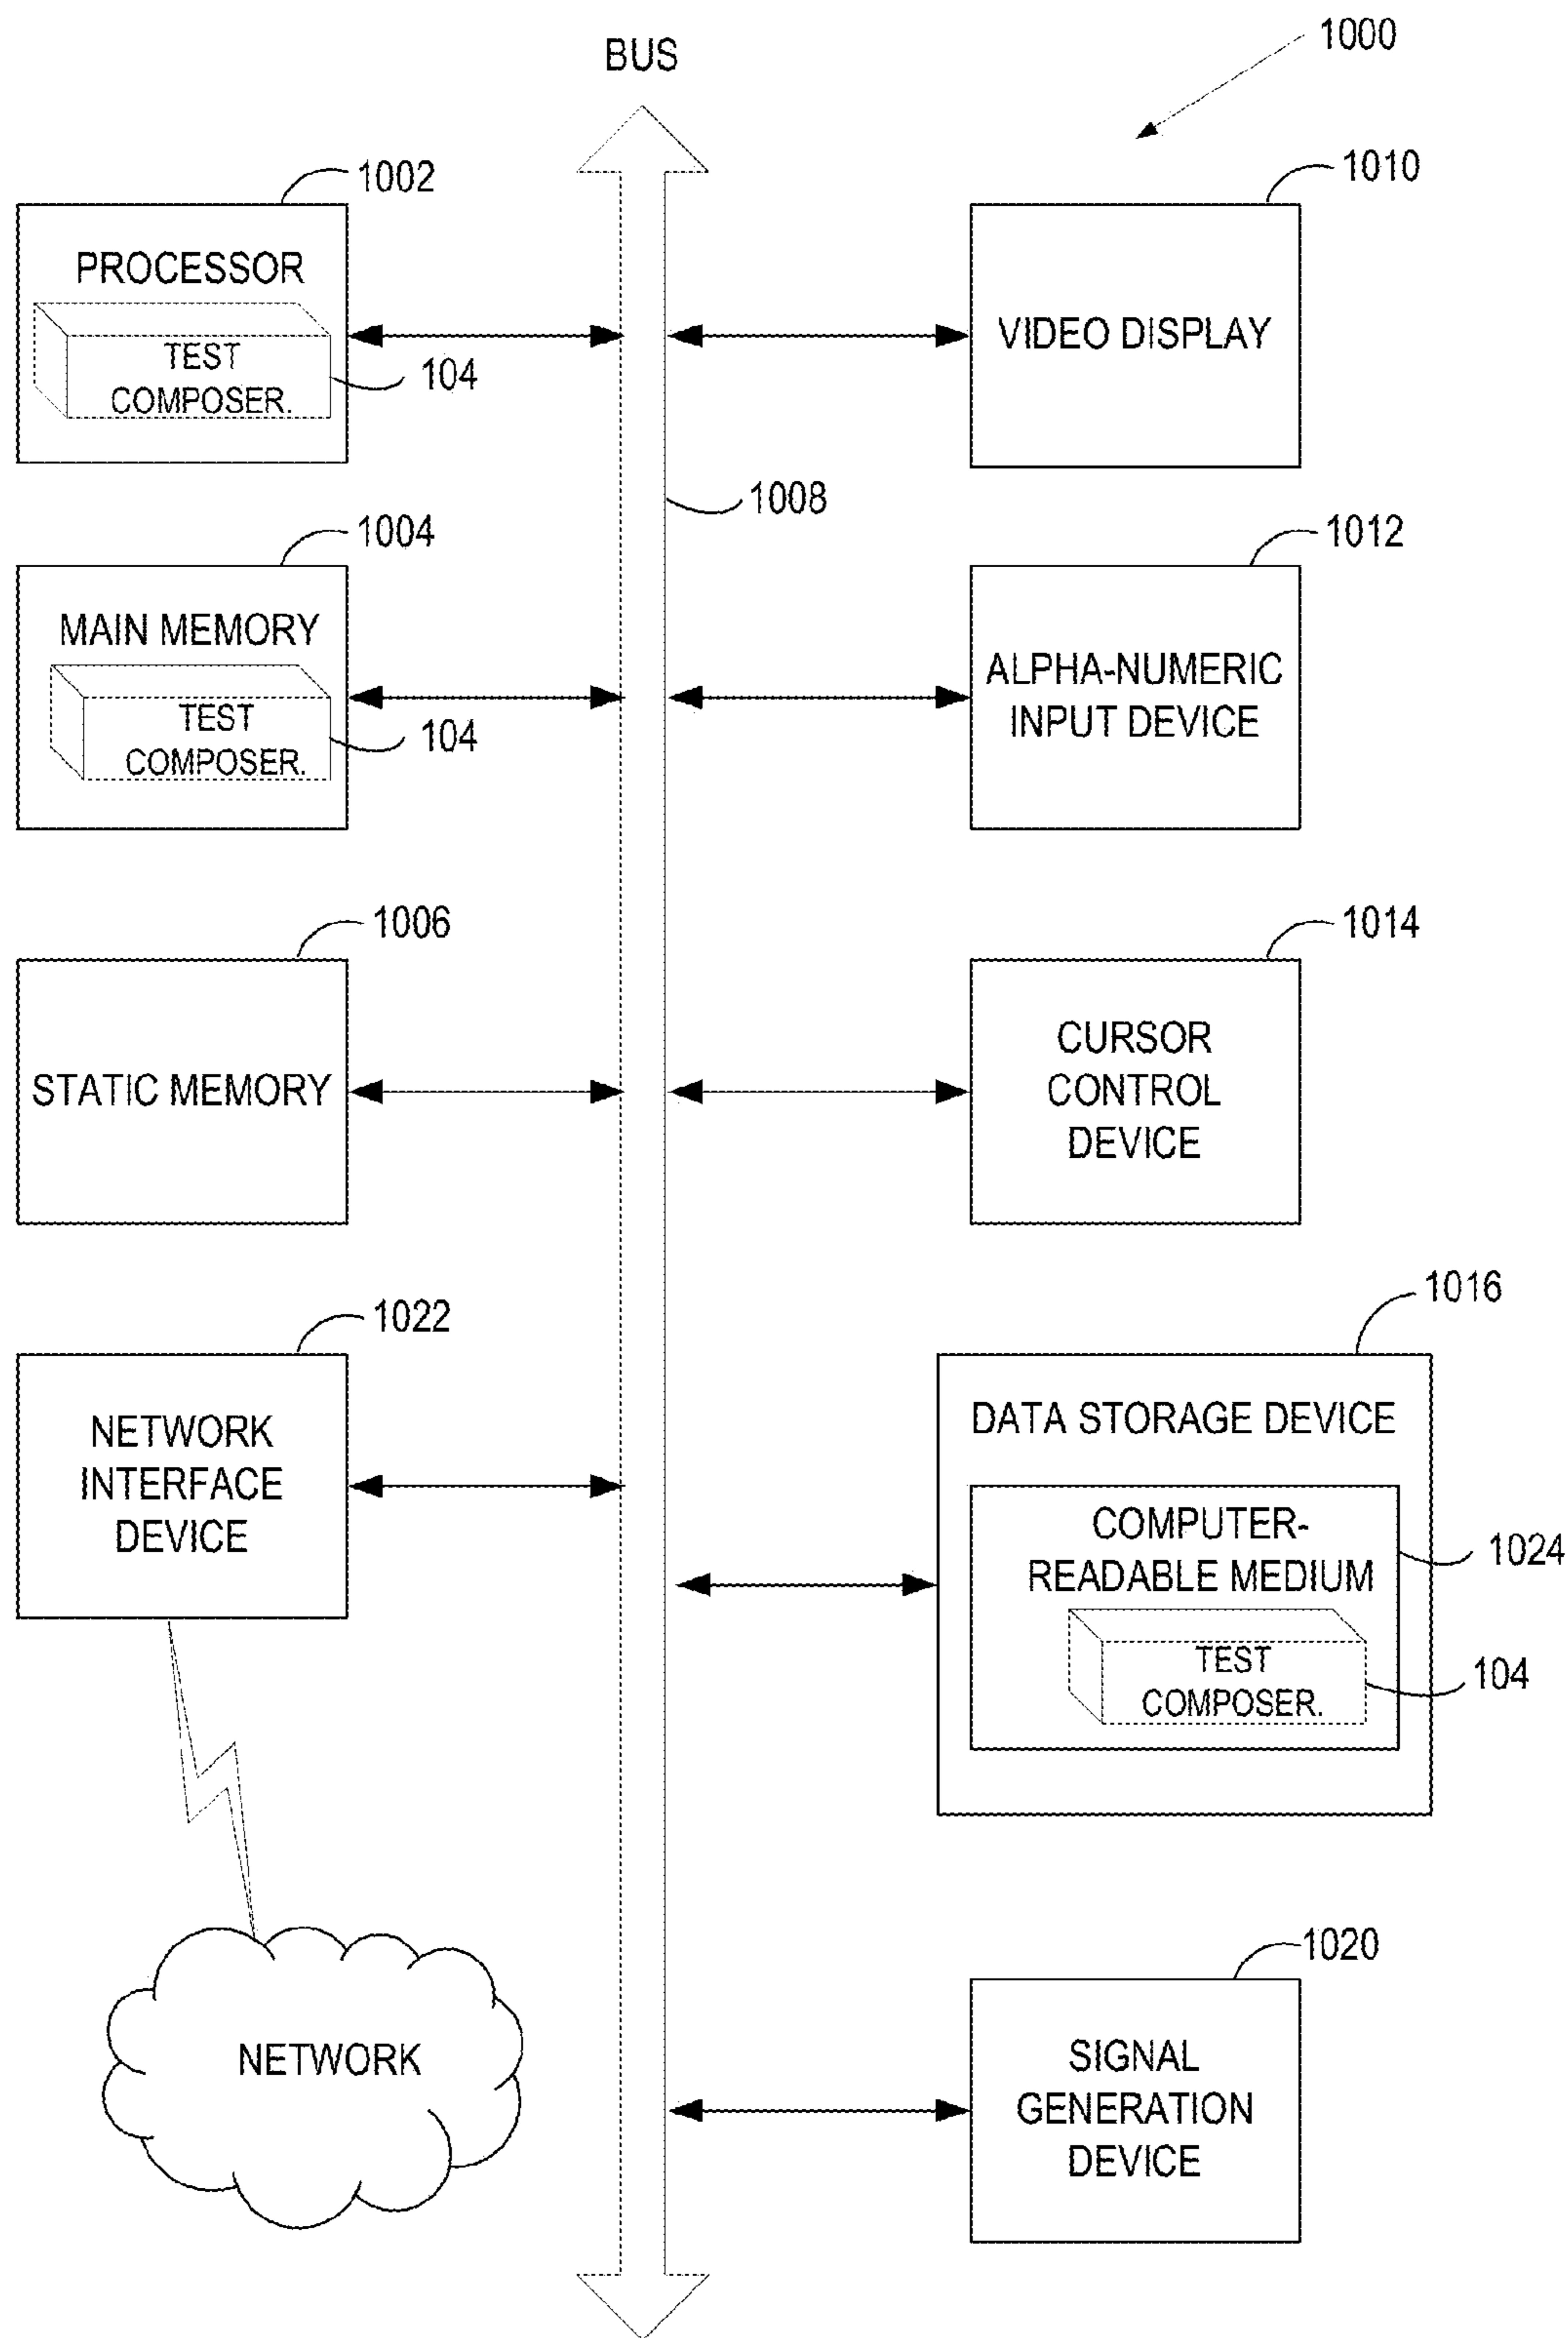 BUS
1000
1002
PROCESSOR
TEST
COMPOSER.
104
1010
VIDEO DISPLAY
1008
1004
MAIN MEMORY
TEST
COMPOSER.
104
1012
ALPHA-NUMERIC
INPUT DEVICE
1006
STATIC MEMORY
1014
CURSOR
CONTROL
DEVICE
1022
NETWORK
INTERFACE
DEVICE
1016
DATA STORAGE DEVICE
COMPUTER-
READABLE MEDIUM
1024
TEST
COMPOSER.
104
NETWORK
1020
SIGNAL
GENERATION
DEVICE